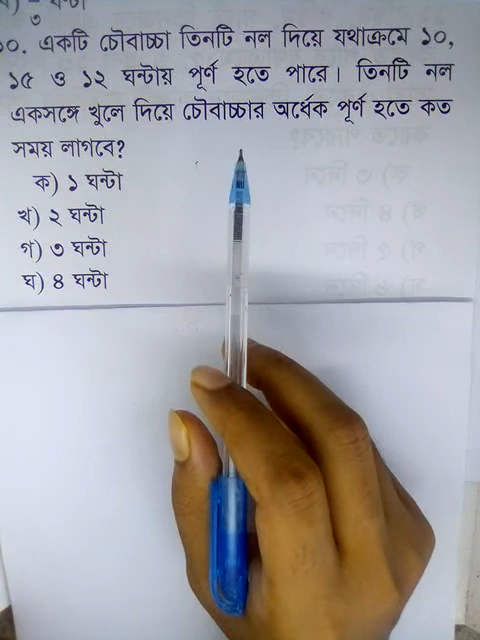 ১০. একটি চৌবাচ্চা তিনটি নল দিয়ে যথাক্রমে ১০,
১৫ ও ১২ ঘন্টায় পূর্ণ হতে পারে। তিনটি নল
একসঙ্গে খুলে দিয়ে চৌবাচ্চার অর্ধেক পূর্ণ হতে কত
সময় লাগবে?
ক) ১ ঘন্টা
খ) ২ ঘন্টা
গ) ৩ ঘন্টা
ঘ) ৪ ঘন্টা